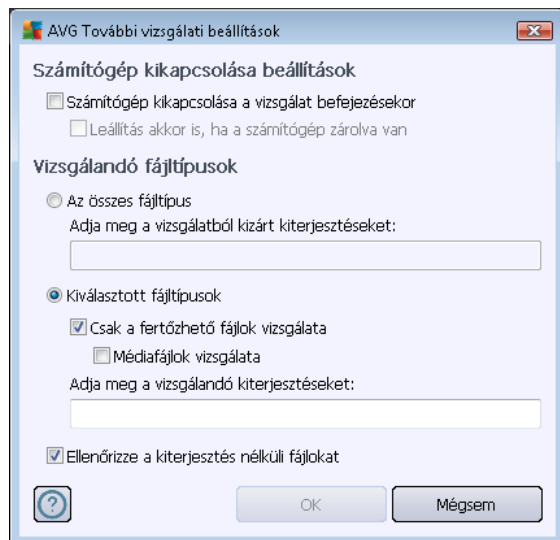 AVG További vizsgálati beállítások
Számítógép kikapcsolása beállítások
Számítógép kikapcsolása a vizsgálat befejezésekor
Leállítás akkor is, ha a számítógép zárolva van
Vizsgálandó fájltípusok
Az összes fájltípus
Adja meg a vizsgálatból kizárt kiterjesztéseket:
Kiválasztott fájltípusok
Csak a fertőzhető fájlok vizsgálata
Médiafájlok vizsgálata
Adja meg a vizsgálandó kiterjesztéseket:
Ellenőrizze a kiterjesztés nélküli fájlokat
?
OK
Mégsem